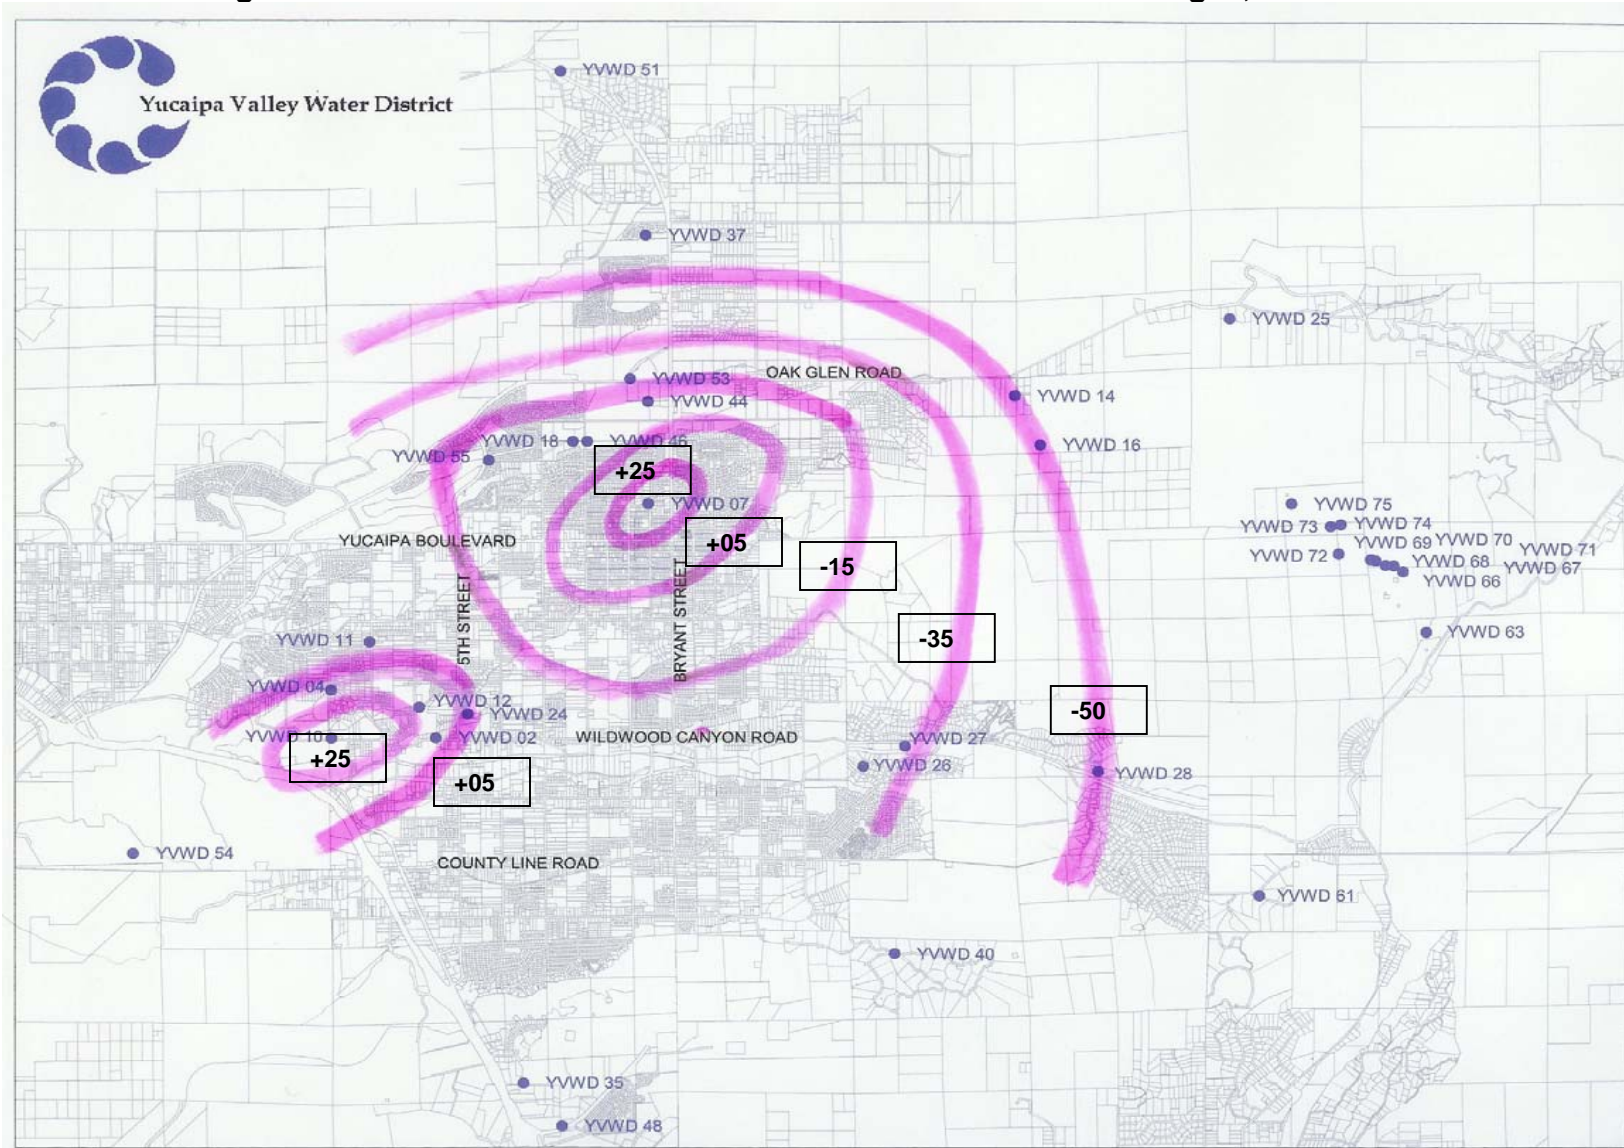 YVWD 51
Yucaipa Valley Water District
YVWD 37
YVWD 25
OAK GLEN ROAD
YVWD 53
YVWD 44
YVWD 14
YVWD 18
YVWD 46
YVWD 16
YVWD 55
+25
YVWD 07
YVWD 75
YVWD 73
YVWD 74
YUCAIPA BOULEVARD
+05
YVWD 69
YVWD 70
YVWD 71
YVWD 72
YVWD 68
YVWD 67
-15
YVWD 66
5TH STREET
BRYANT STREET
YVWD 11
-35
YVWD 63
YVWD 04
YVWD 12
YVWD 24
-50
YVWD 10
YVWD 02
WILDWOOD CANYON ROAD
YVWD 27
+25
YVWD 26
YVWD 28
+05
YVWD 54
COUNTY LINE ROAD
YVWD 61
YVWD 40
YVWD 35
YVWD 48